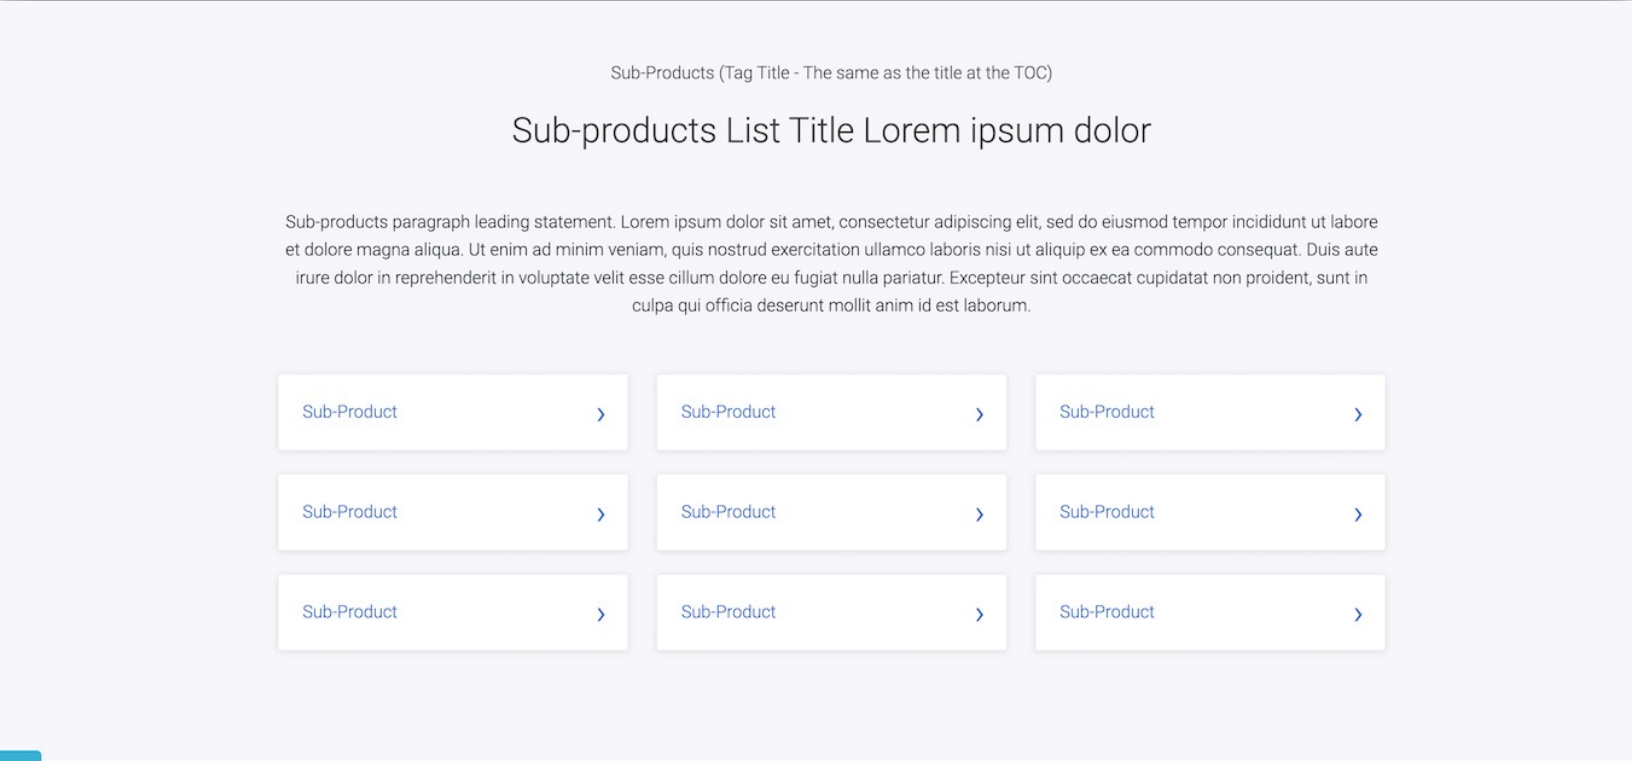 Sub-Products (Tag Title - The same as the title at the TOC)
Sub-products List Title Lorem ipsum dolor
Sub-products paragraph leading statement. Lorem ipsum dolor sit amet, consectetur adipiscing elit, sed do eiusmod tempor incididunt ut labore
et dolore magna aliqua. Ut enim ad minim veniam, quis nostrud exercitation ullamco laboris nisi ut aliquip ex ea commodo consequat. Duis aute
irure dolor in reprehenderit in voluptate velit esse cillum dolore eu fugiat nulla pariatur. Excepteur sint occaecat cupidatat non proident, sunt in
culpa qui officia deserunt mollit anim id est laborum.
Sub-Product
Sub-Product
Sub-Product
Sub-Product
Sub-Product
Sub-Product
Sub-Product
Sub-Product
Sub-Product